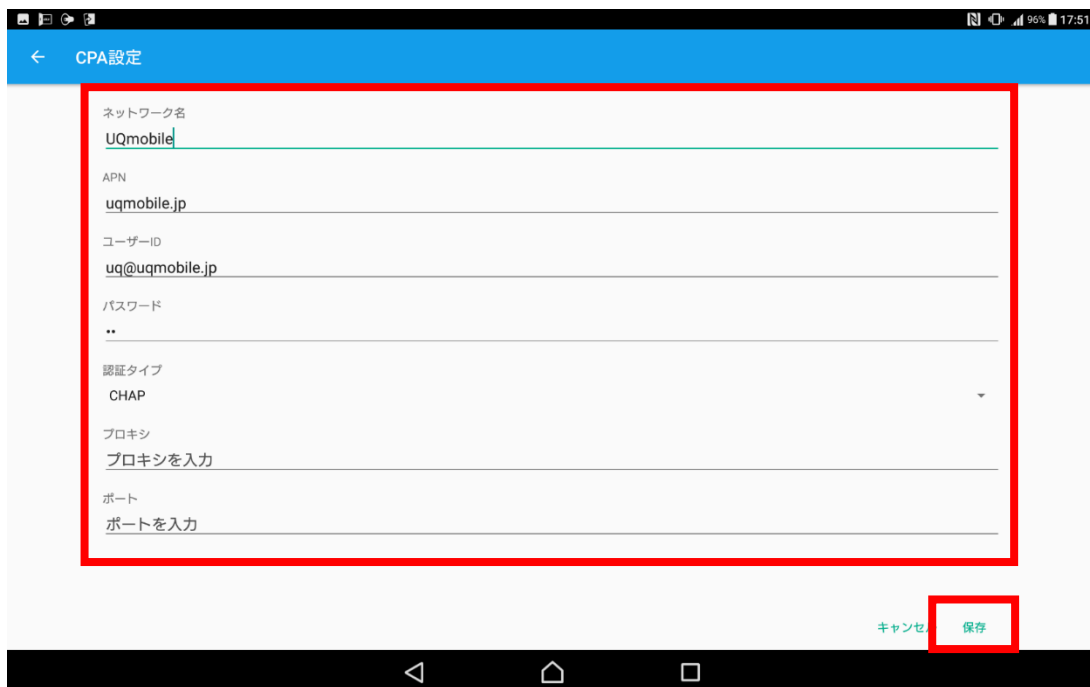 96% 17:51
CPA設定
ネットワーク名
UQmobile
APN
uqmobile.jp
ユーザーID
uq@uqmobile.jp
パスワード
••
認証タイプ
CHAP
プロキシ
プロキシを入力
ポート
ポートを入力
キャンセル 保存